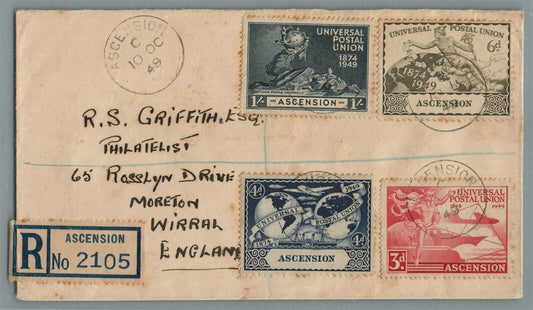 ASCENSION
C
10 OC
49
UNIVERSAL
POSTAL
UNION
1874
1949
1/-
ASCENSION
1/-
UNIVERSAL POSTAL UNION
6d
1874
1949
ASCENSION
R.S. GRIFFITH, ESQ.
PHILATELIST
65 ROSSLYN DRIVE
MORETON
WIRRAL
ENGLAND
R
ASCENSION
No 2105
4d
1949
UNIVERSAL
POSTAL UNION
1874
4d
ASCENSION
ASCENSION
49
UNIVERSAL
POSTAL UNION
1874
1949
3d
ASCENSION